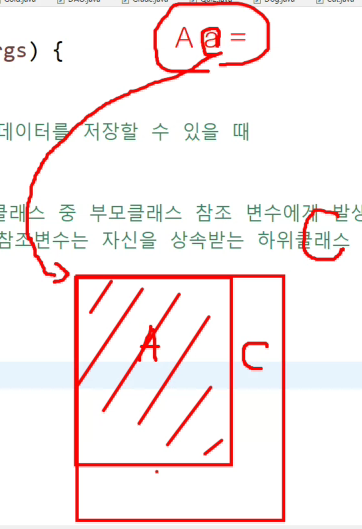 A a =
rgs) {
데이터를 저장할 수 있을 때
클래스 중 부모클래스 참조 변수에게 발생
참조변수는 자신을 상속받는 하위클래스
A
C